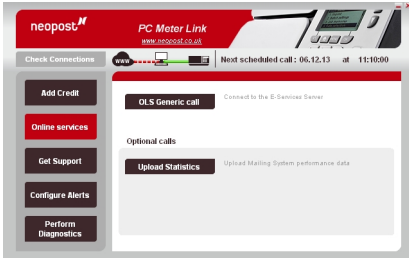 neopost
PC Meter Link
www.neopost.co.uk
Check Connections
WWW
Next scheduled call : 06.12.13 at 11:10:00
Add Credit
OLS Generic call
Connect to the E-Services Server
Online services
Optional calls
Get Support
Upload Statistics
Upload Mailing System performance data
Configure Alerts
Perform
Diagnostics